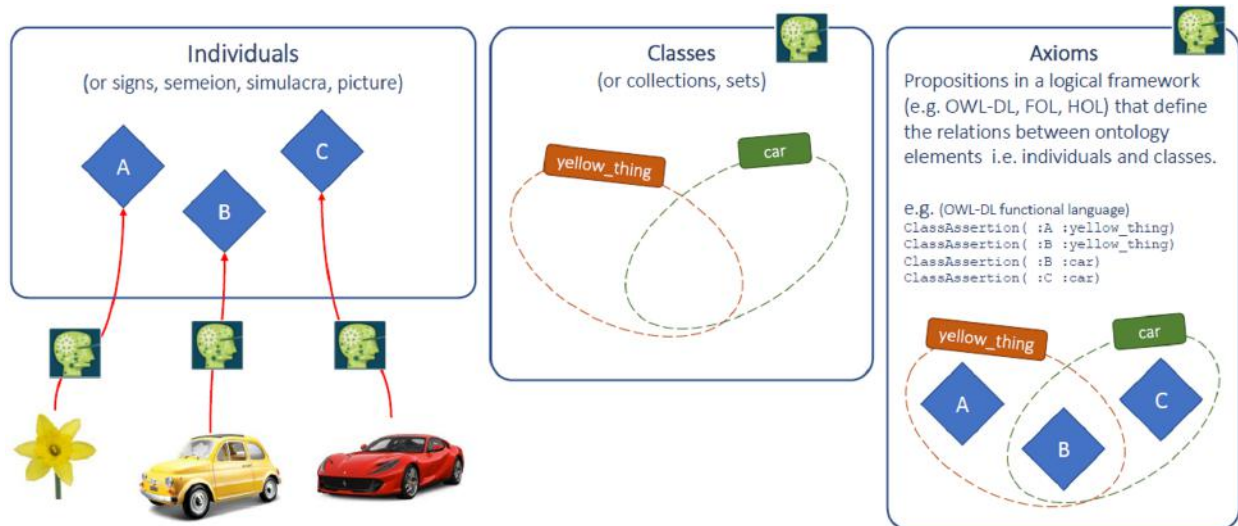 Individuals
(or signs, semeion, simulacra, picture)
A
B
C
Classes
(or collections, sets)
yellow_thing
car
Axioms
Propositions in a logical framework
(e.g. OWL-DL, FOL, HOL) that define
the relations between ontology
elements i.e. individuals and classes.
e.g. (OWL-DL functional language)
ClassAssertion( :A :yellow_thing)
ClassAssertion( :B :yellow_thing)
ClassAssertion( :B :car)
ClassAssertion( :C :car)
yellow_thing
car
A
B
C